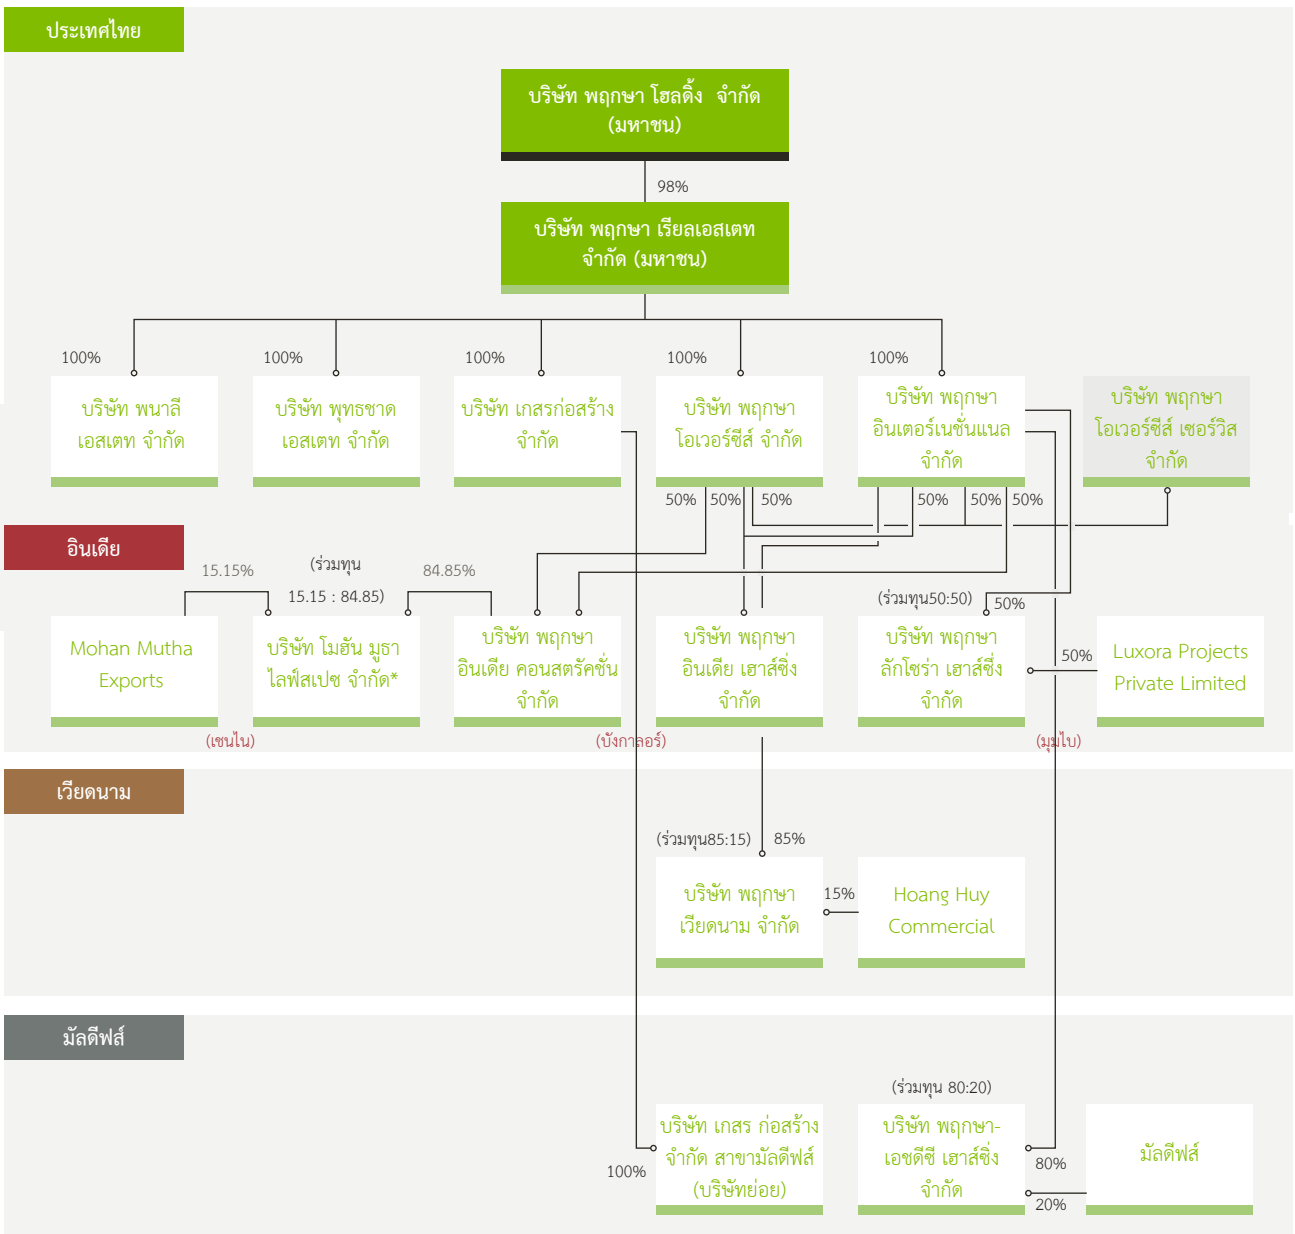 ประเทศไทย
บริษัท พฤกษา โฮลดิ้ง จำกัด
(มหาชน)
98%
บริษัท พฤกษา เรียลเอสเตท
จำกัด (มหาชน)
100%
100%
100%
100%
100%
บริษัท พนาลี
เอสเตท จำกัด
บริษัท พุทธชาด
เอสเตท จำกัด
บริษัท เกสรก่อสร้าง
จำกัด
บริษัท พฤกษา
โอเวอร์ซีส์ จำกัด
บริษัท พฤกษา
อินเตอร์เนชั่นแนล
จำกัด
บริษัท พฤกษา
โอเวอร์ซีส์ เซอร์วิส
จำกัด
50%
50%
50%
50%
50%
50%
อินเดีย
15.15%
(ร่วมทุน
15.15 : 84.85)
84.85%
(ร่วมทุน50:50)
50%
Mohan Mutha
Exports
บริษัท โมฮัน มูธา
ไลฟ์สเปซ จำกัด*
บริษัท พฤกษา
อินเดีย คอนสตรัคชั่น
จำกัด
บริษัท พฤกษา
อินเดีย เฮาส์ซิ่ง
จำกัด
บริษัท พฤกษา
ลักโซร่า เฮาส์ซึ่ง
จำกัด
50%
Luxora Projects
Private Limited
(เชนไน)
(บังกาลอร์)
(มุมไบ)
เวียดนาม
(ร่วมทุน85:15)
85%
บริษัท พฤกษา
เวียดนาม จำกัด
15%
Hoang Huy
Commercial
มัลดีฟส์
(ร่วมทุน 80:20)
100%
บริษัท เกสร ก่อสร้าง
จำกัด สาขามัลดีฟส์
(บริษัทย่อย)
บริษัท พฤกษา-
เอชดีซี เฮาส์ซิ่ง
จำกัด
80%
20%
มัลดีฟส์